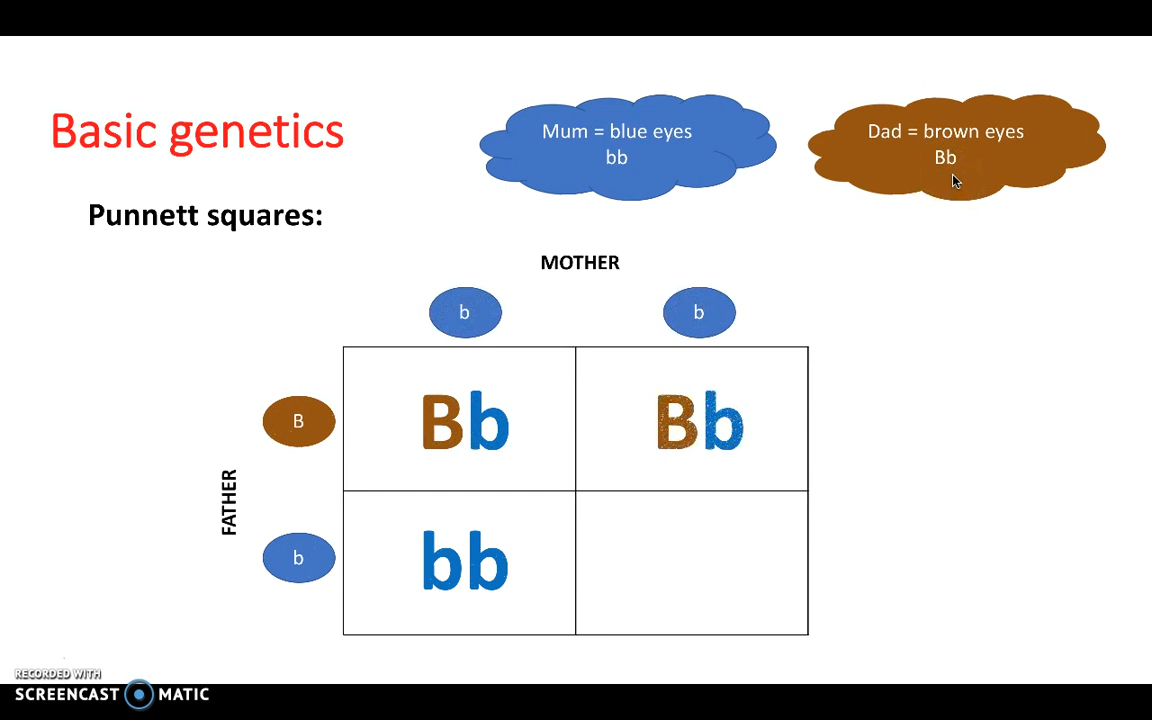 Basic genetics
Mum = blue eyes
bb
Dad = brown eyes
Bb
Punnett squares:
MOTHER
b
b
B
Bb
Bb
FATHER
b
bb
RECORDED WITH
SCREENCAST MATIC